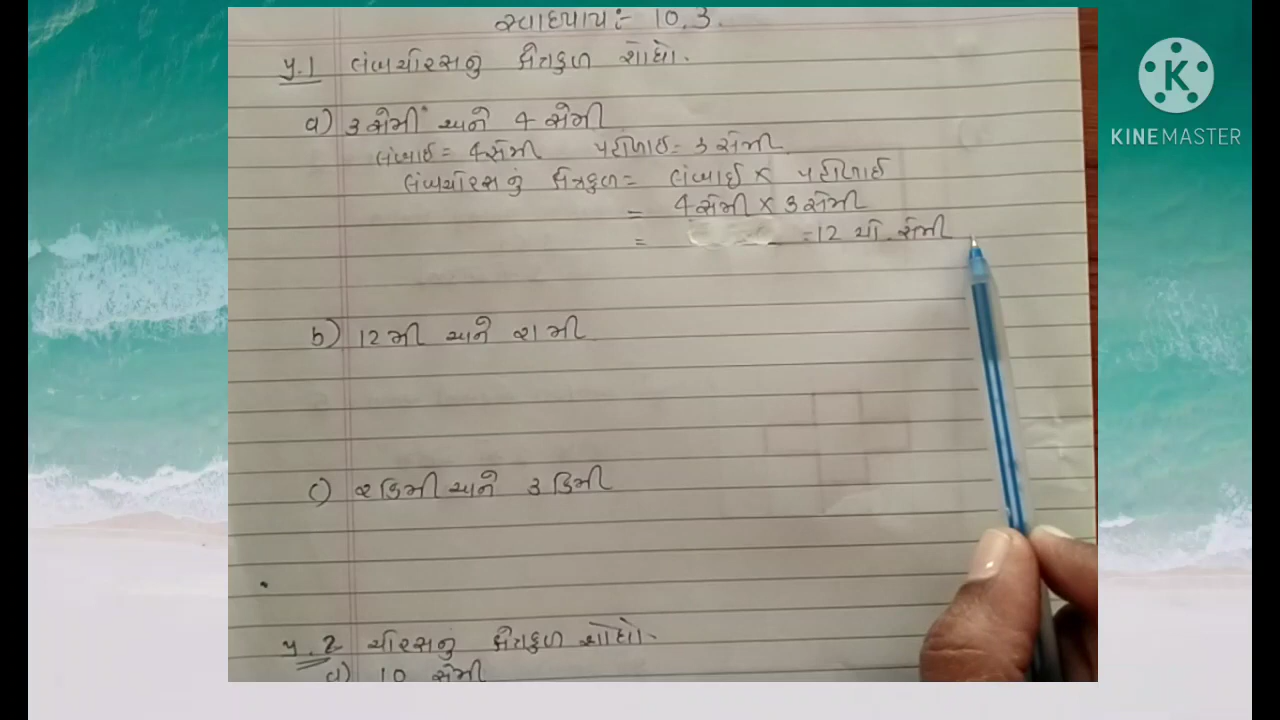 સ્વાધ્યાય :- 10.3.
પ્ર.1 લંબચોરસનું ક્ષેત્રફળ શોધો.
a) 3 સેમી અને 4 સેમી
લંબાઈ = 4 સેમી પહોળાઈ = 3 સેમી
લંબચોરસ નું ક્ષેત્રફળ = લંબાઈ x પહોળાઈ
= 4 સેમી x 3 સેમી
= = 12 ચો. સેમી
b) 12 મી અને 21 મી
c) 2 કિમી અને 3 કિમી
પ્ર.2 ચોરસનું ક્ષેત્રફળ શોધો.
a) 10 સેમી
KINEMASTER